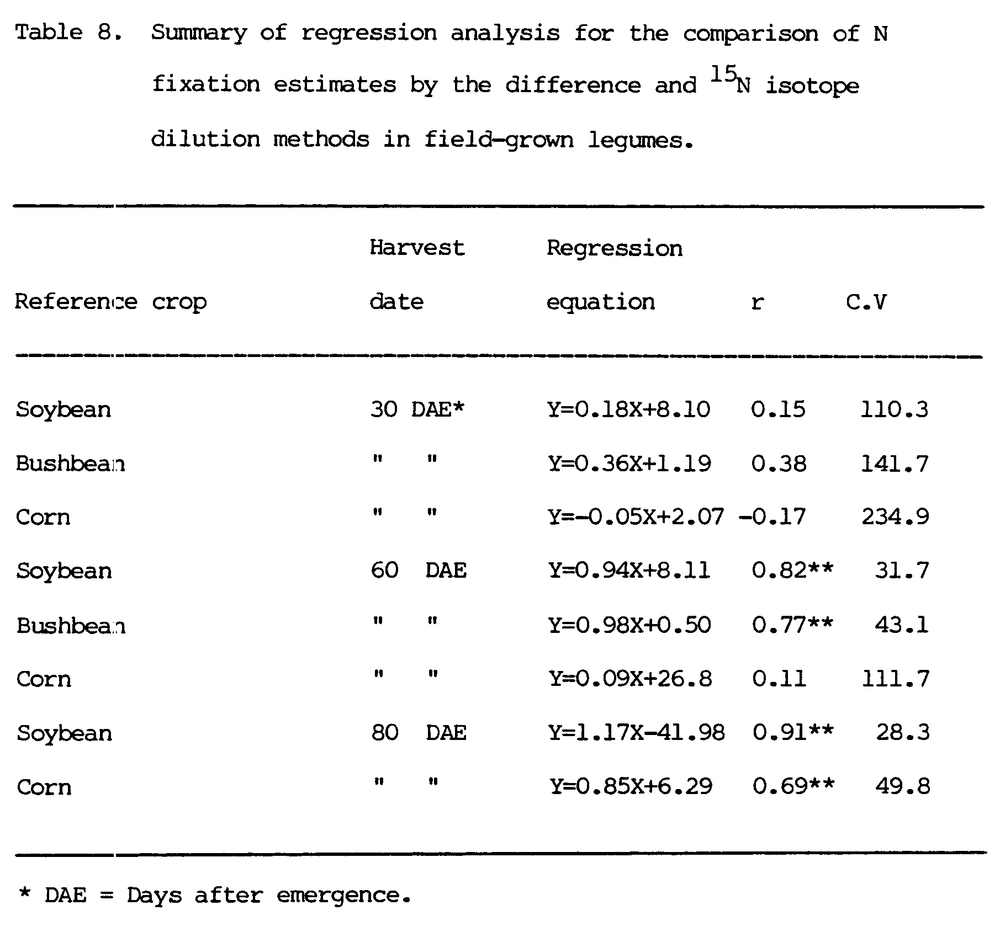 Table 8. Summary of regression analysis for the comparison of N
fixation estimates by the difference and 15N isotope
dilution methods in field-grown legumes.
Harvest Regression
Reference crop date equation r C.V
Soybean 30 DAE* Y=0.18X+8.10 0.15 110.3
Bushbean " " Y=0.36X+1.19 0.38 141.7
Corn " " Y=-0.05X+2.07 -0.17 234.9
Soybean 60 DAE Y=0.94X+8.11 0.82** 31.7
Bushbean " " Y=0.98X+0.50 0.77** 43.1
Corn " " Y=0.09X+26.8 0.11 111.7
Soybean 80 DAE Y=1.17X-41.98 0.91** 28.3
Corn " " Y=0.85X+6.29 0.69** 49.8
* DAE = Days after emergence.